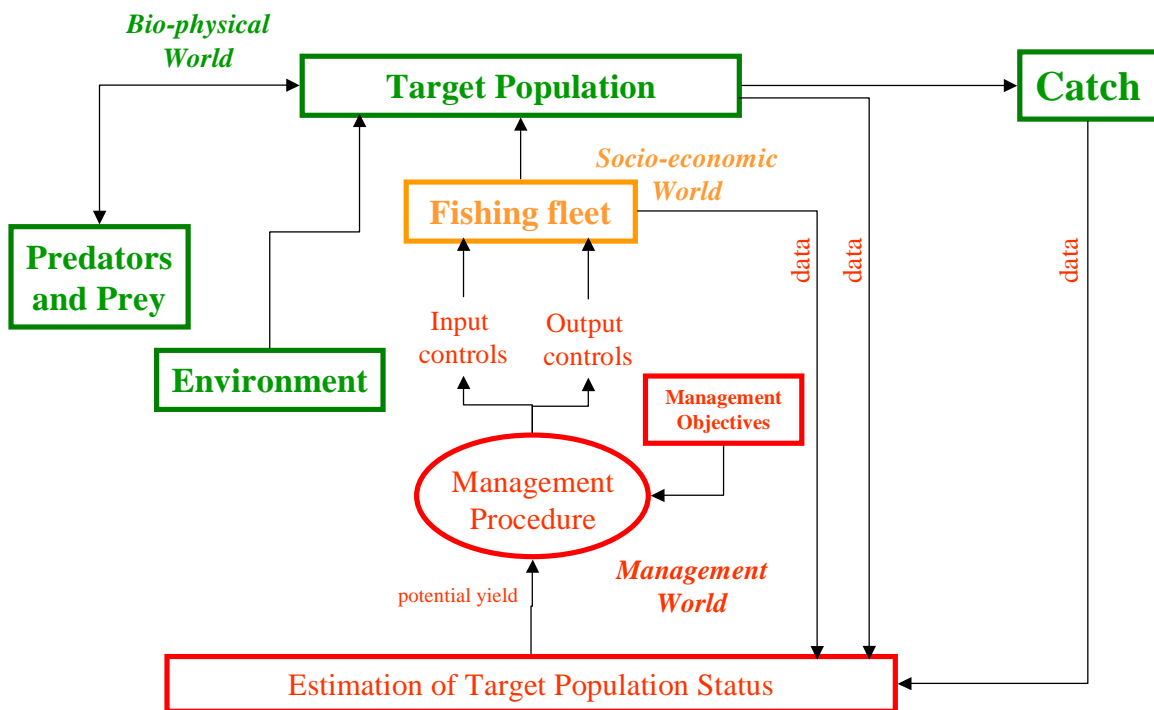 Bio-physical
World
Target Population
Catch
Socio-economic
World
Fishing fleet
Predators
and Prey
data
data
data
Input
controls
Output
controls
Environment
Management
Objectives
Management
Procedure
Management
World
potential yield
Estimation of Target Population Status